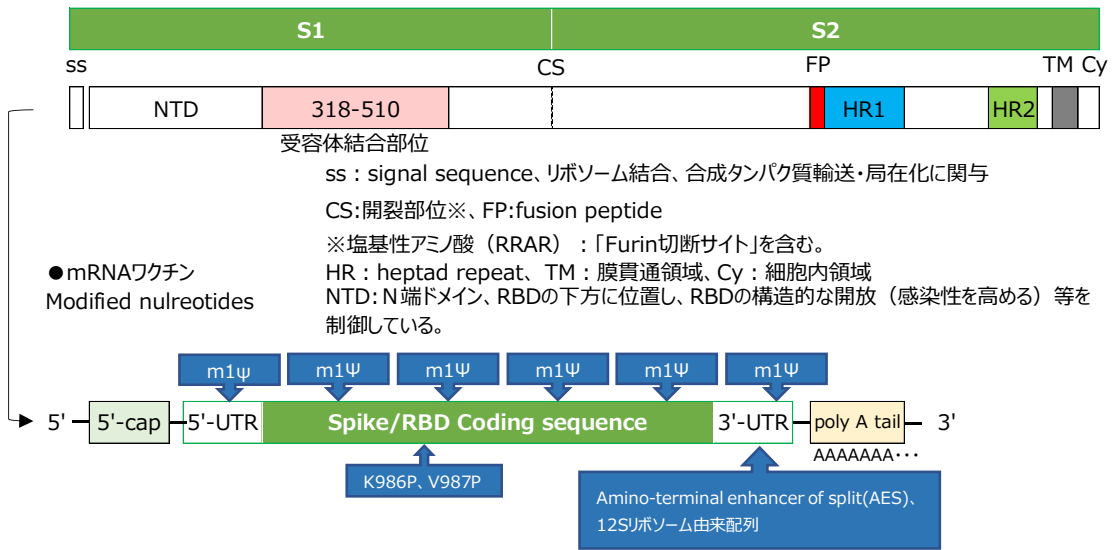 S1 S2
ss CS FP TM Cy
NTD 318-510 HR1 HR2
受容体結合部位
ss：signal sequence、リボソーム結合、合成タンパク質輸送・局在化に関与
CS:開裂部位※、FP:fusion peptide
※塩基性アミノ酸（RRAR）：「Furin切断サイト」を含む。
●mRNAワクチン
Modified nulreotides
HR：heptad repeat、TM：膜貫通領域、Cy：細胞内領域
NTD:N端ドメイン、RBDの下方に位置し、RBDの構造的な開放（感染性を高める）等を
制御している。
m1ψ m1Ψ m1Ψ m1Ψ m1Ψ m1Ψ
5' 5'-cap 5'-UTR Spike/RBD Coding sequence 3'-UTR poly A tail 3'
AAAAAAA・・・
K986P、V987P
Amino-terminal enhancer of split(AES)、
12Sリボソーム由来配列